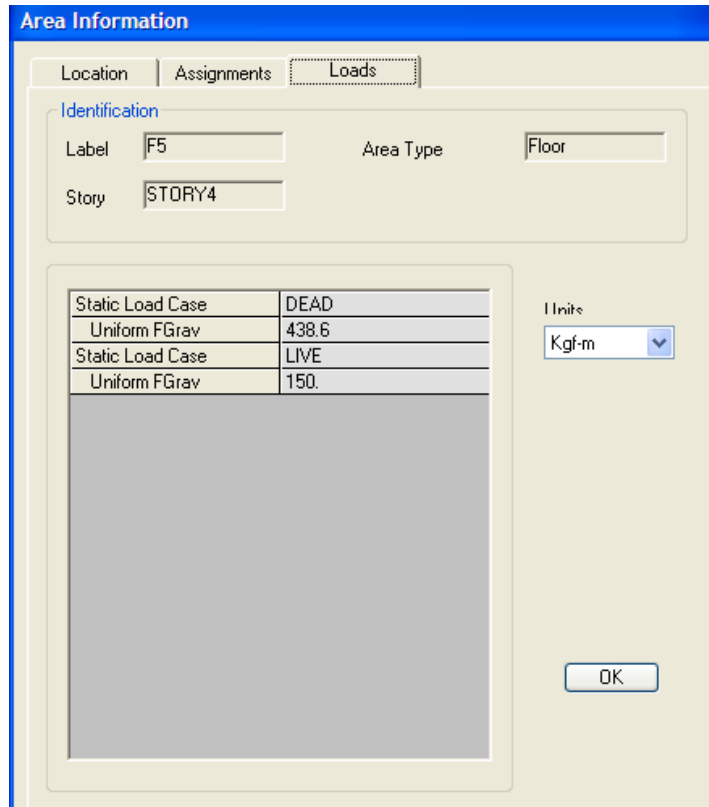 Area Information
Location Assignments Loads
Identification
Label F5 Area Type Floor
Story STORY4
Static Load Case DEAD
Uniform FGrav 438.6
Static Load Case LIVE
Uniform FGrav 150.
Units
Kgf-m
OK